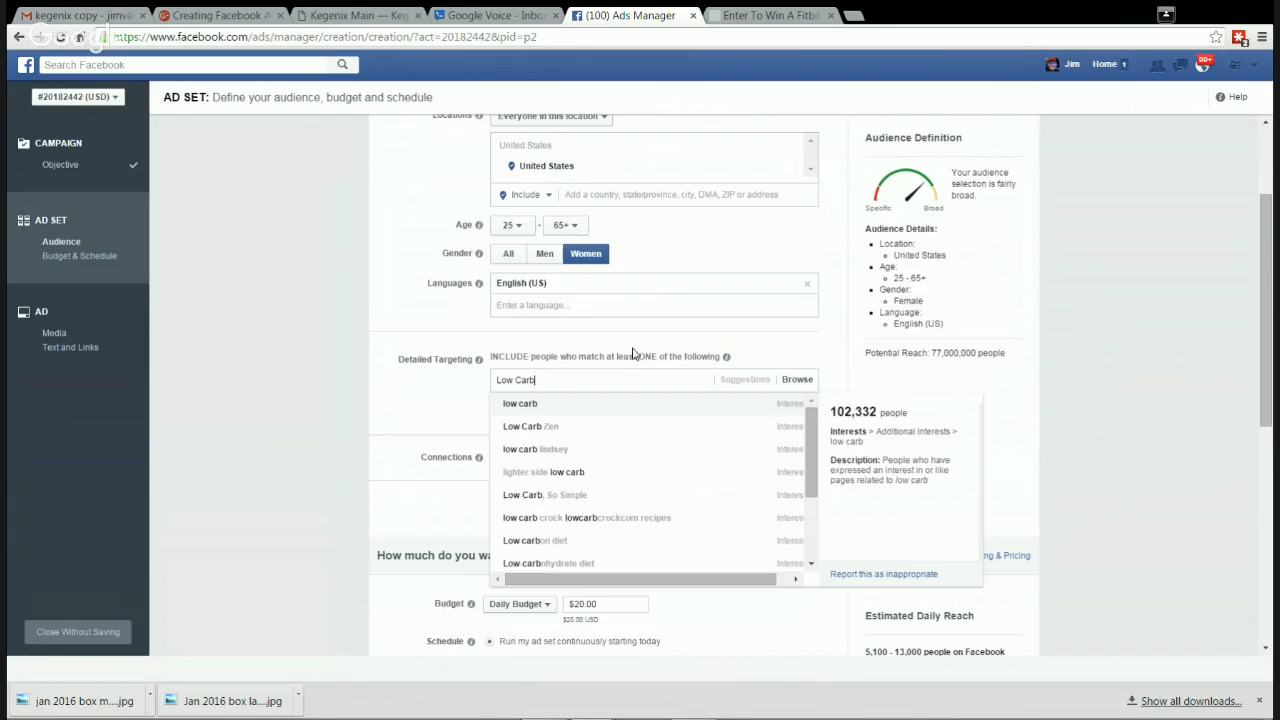 kegenix copy - jimva
Creating Facebook A
Kegenix Main — Keg
Google Voice - Inbox
(100) Ads Manager
Enter To Win A Fitbit
https://www.facebook.com/ads/manager/creation/creation/?act=20182442&pid=p2
Search Facebook
Jim
Home 1
99+
#20182442 (USD)
AD SET: Define your audience, budget and schedule
Help
CAMPAIGN
Objective
AD SET
Audience
Budget & Schedule
AD
Media
Text and Links
Close Without Saving
Locations
Everyone in this location
United States
United States
Include
Add a country, state/province, city, DMA, ZIP or address
Age
25 - 65+
Gender
All Men Women
Languages
English (US)
Enter a language...
Detailed Targeting
INCLUDE people who match at least ONE of the following
Low Carb
Suggestions
Browse
low carb Interes
Low Carb Zen Interes
low carb lindsey Interes
lighter side low carb Interes
Low-Carb, So Simple Interes
low carb crock lowcarbcrockcom recipes Interes
Low carbon diet Interes
Low-carbohydrate diet Interes
102,332 people
Interests > Additional Interests >
low carb
Description: People who have
expressed an interest in or like
pages related to low carb
Report this as inappropriate
Connections
How much do you wa
ng & Pricing
Budget
Daily Budget
$20.00
$20.00 USD
Schedule
Run my ad set continuously starting today
Audience Definition
Your audience
selection is fairly
broad.
Specific
Broad
Audience Details:
Location:
United States
Age:
25 - 65+
Gender:
Female
Language:
English (US)
Potential Reach: 77,000,000 people
Estimated Daily Reach
5,100 - 13,000 people on Facebook
jan 2016 box m....jpg
Jan 2016 box la....jpg
Show all downloads...